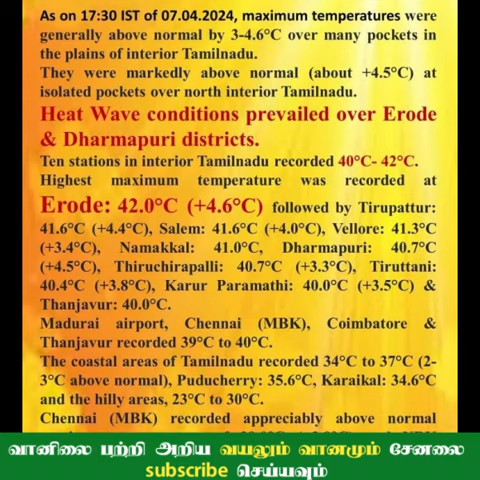 As on 17:30 IST of 07.04.2024, maximum temperatures were
generally above normal by 3-4.6°C over many pockets in
the plains of interior Tamilnadu.
They were markedly above normal (about +4.5°C) at
isolated pockets over north interior Tamilnadu.
Heat Wave conditions prevailed over Erode
& Dharmapuri districts.
Ten stations in interior Tamilnadu recorded 40°C- 42°C.
Highest maximum temperature was recorded at
Erode: 42.0°C (+4.6°C) followed by Tirupattur:
41.6°C (+4.4°C), Salem: 41.6°C (+4.0°C), Vellore: 41.3°C
(+3.4°C), Namakkal: 41.0°C, Dharmapuri: 40.7°C
(+4.5°C), Thiruchirapalli: 40.7°C (+3.3°C), Tiruttani:
40.4°C (+3.8°C), Karur Paramathi: 40.0°C (+3.5°C) &
Thanjavur: 40.0°C.
Madurai airport, Chennai (MBK), Coimbatore &
Thanjavur recorded 39°C to 40°C.
The coastal areas of Tamilnadu recorded 34°C to 37°C (2-
3°C above normal), Puducherry: 35.6°C, Karaikal: 34.6°C
and the hilly areas, 23°C to 30°C.
Chennai (MBK) recorded appreciably above normal
வானிலை பற்றி அறிய வயலும் வானமும் சேனலை
subscribe செய்யவும்